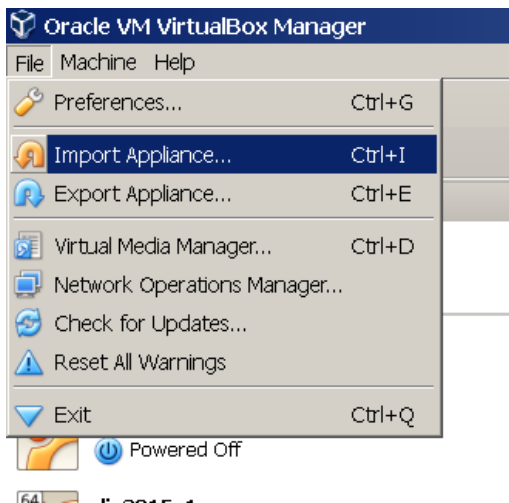 Oracle VM VirtualBox Manager
File Machine Help
Preferences... Ctrl+G
Import Appliance... Ctrl+I
Export Appliance... Ctrl+E
Virtual Media Manager... Ctrl+D
Network Operations Manager...
Check for Updates...
Reset All Warnings
Exit Ctrl+Q
Powered Off
64